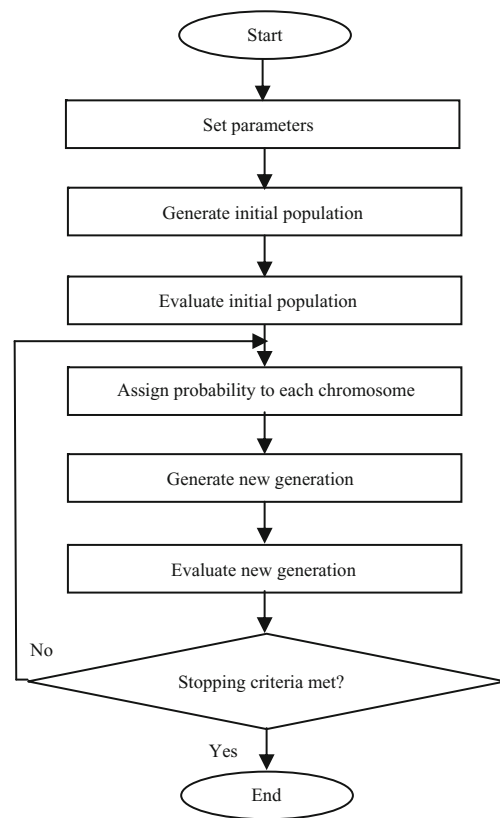 Start
Set parameters
Generate initial population
Evaluate initial population
Assign probability to each chromosome
Generate new generation
Evaluate new generation
No
Stopping criteria met?
Yes
End